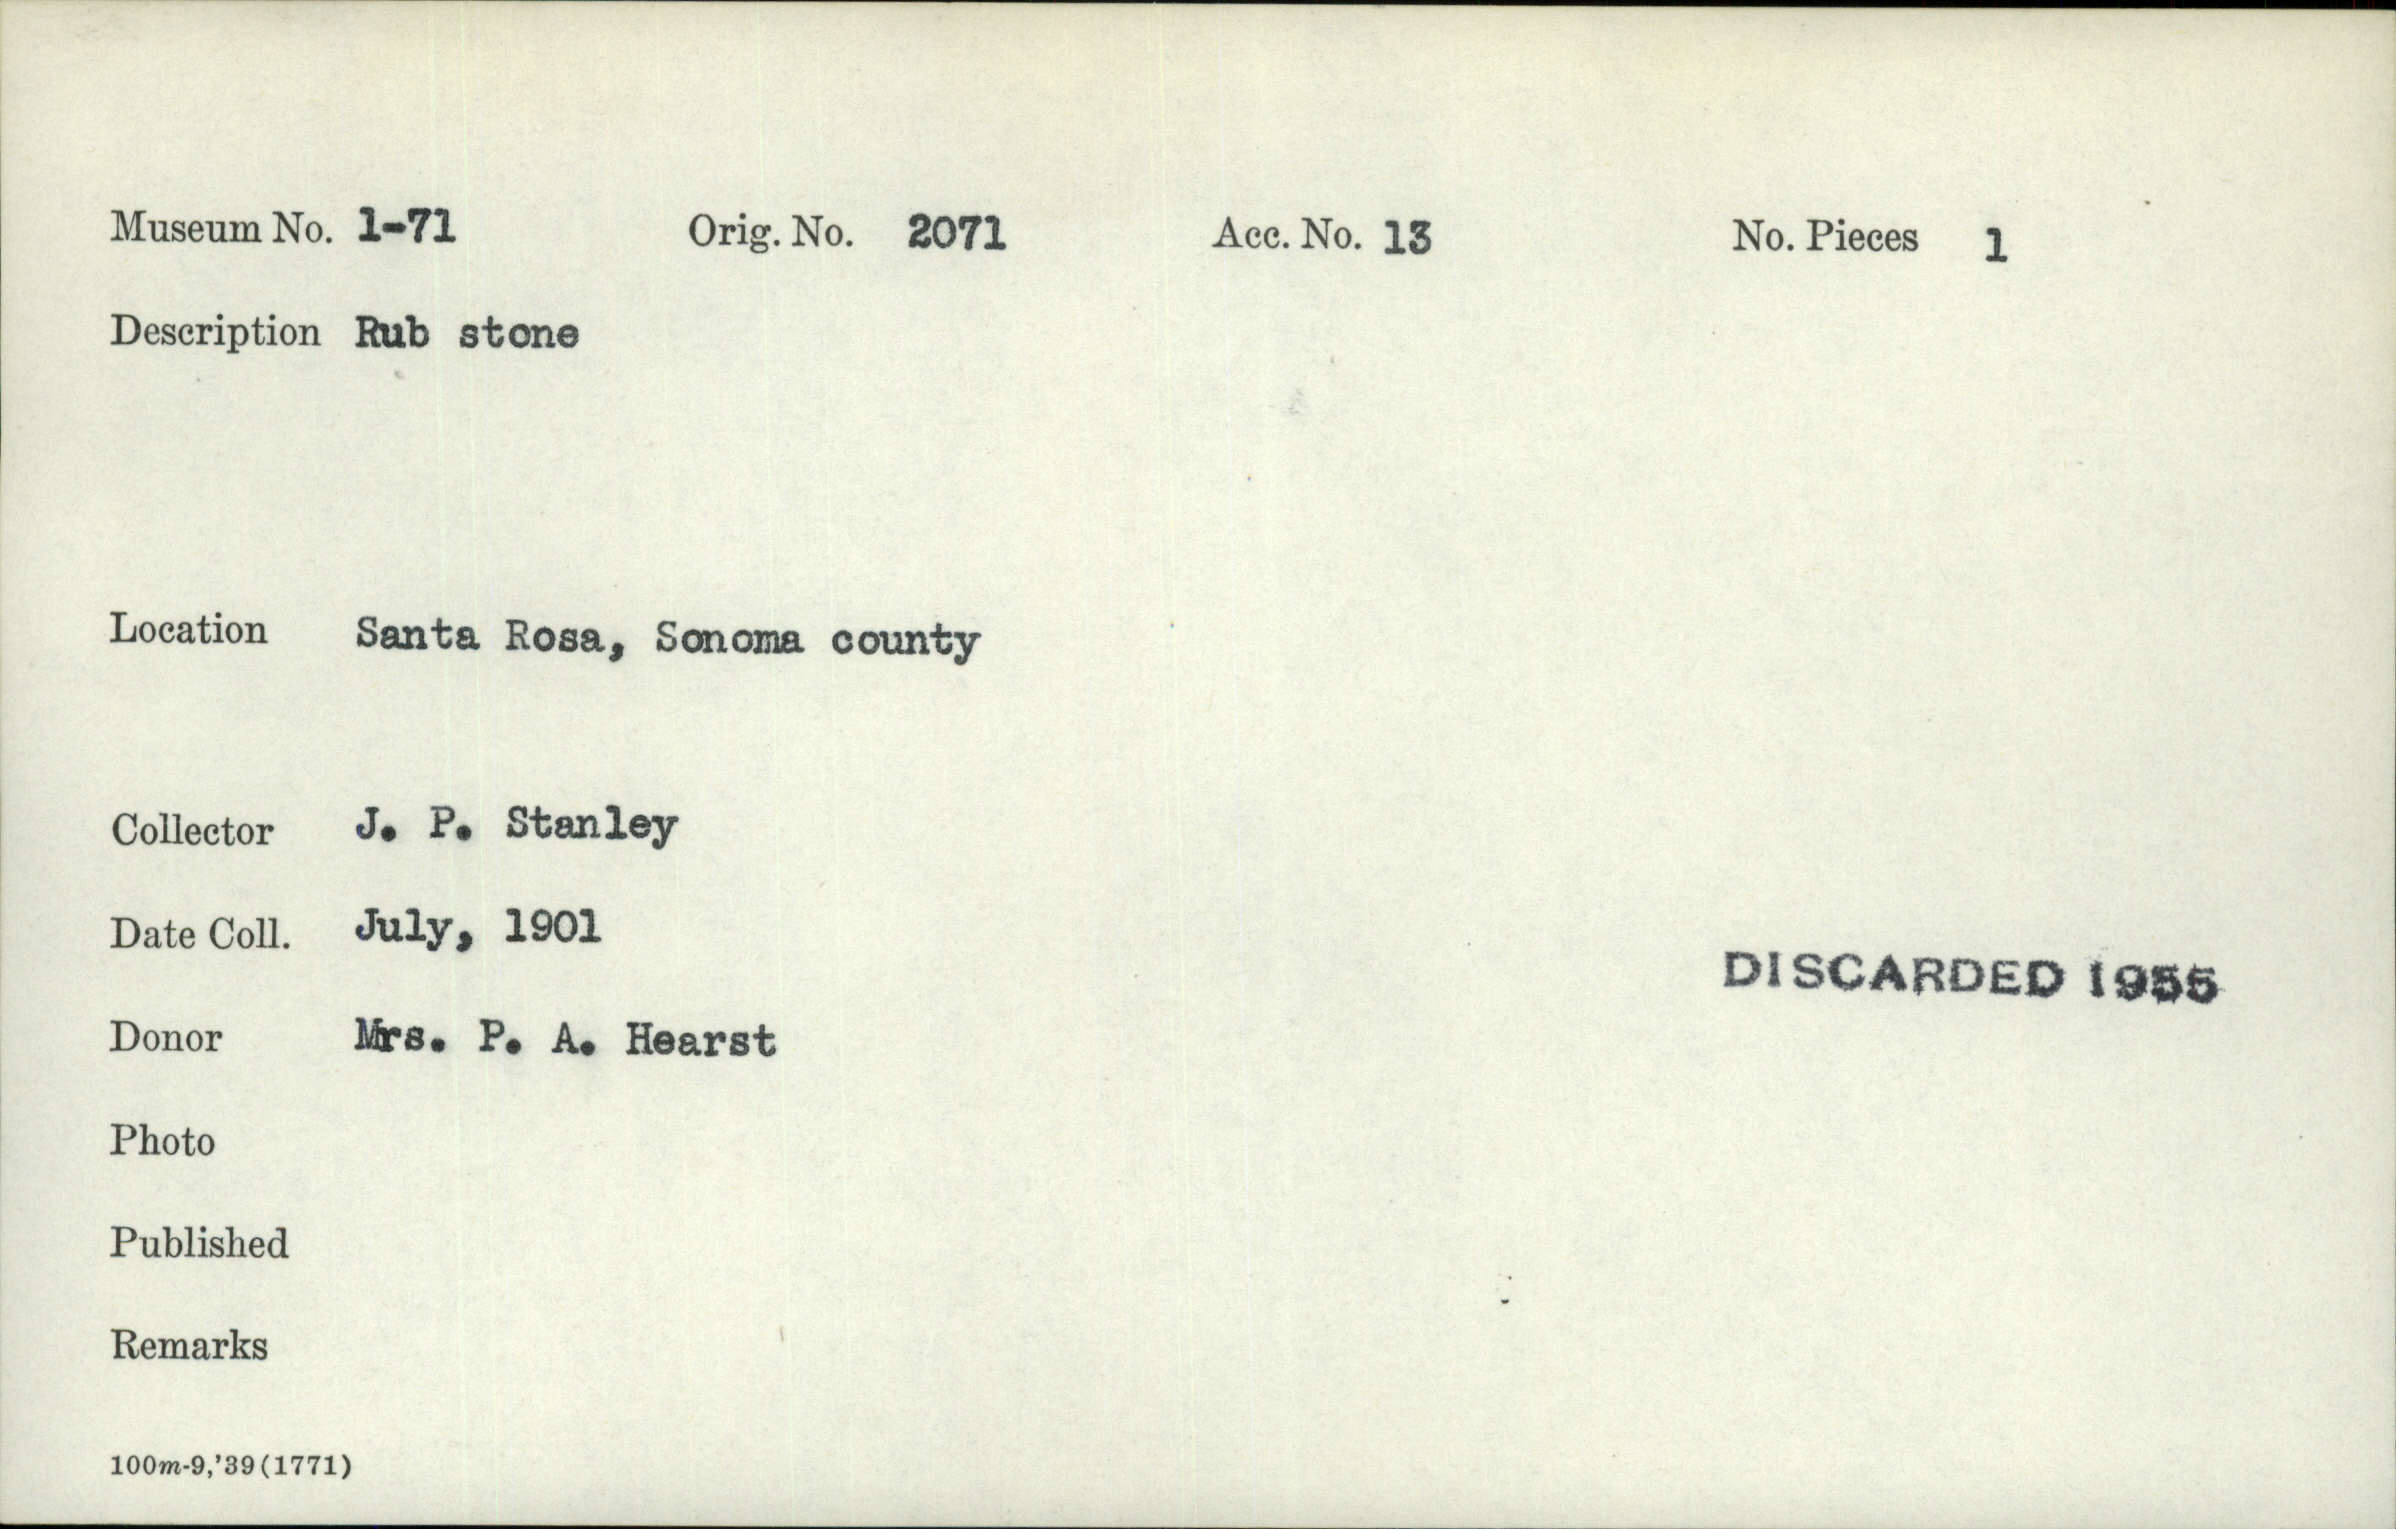 Museum No. 1-71 Orig. No. 2071 Acc. No. 13 No. Pieces 1
Description Rub stone
Location Santa Rosa, Sonoma county
Collector J. P. Stanley
Date Coll. July, 1901
DISCARDED 1955
Donor Mrs. P. A. Hearst
Photo
Published
Remarks
100m-9,'39(1771)